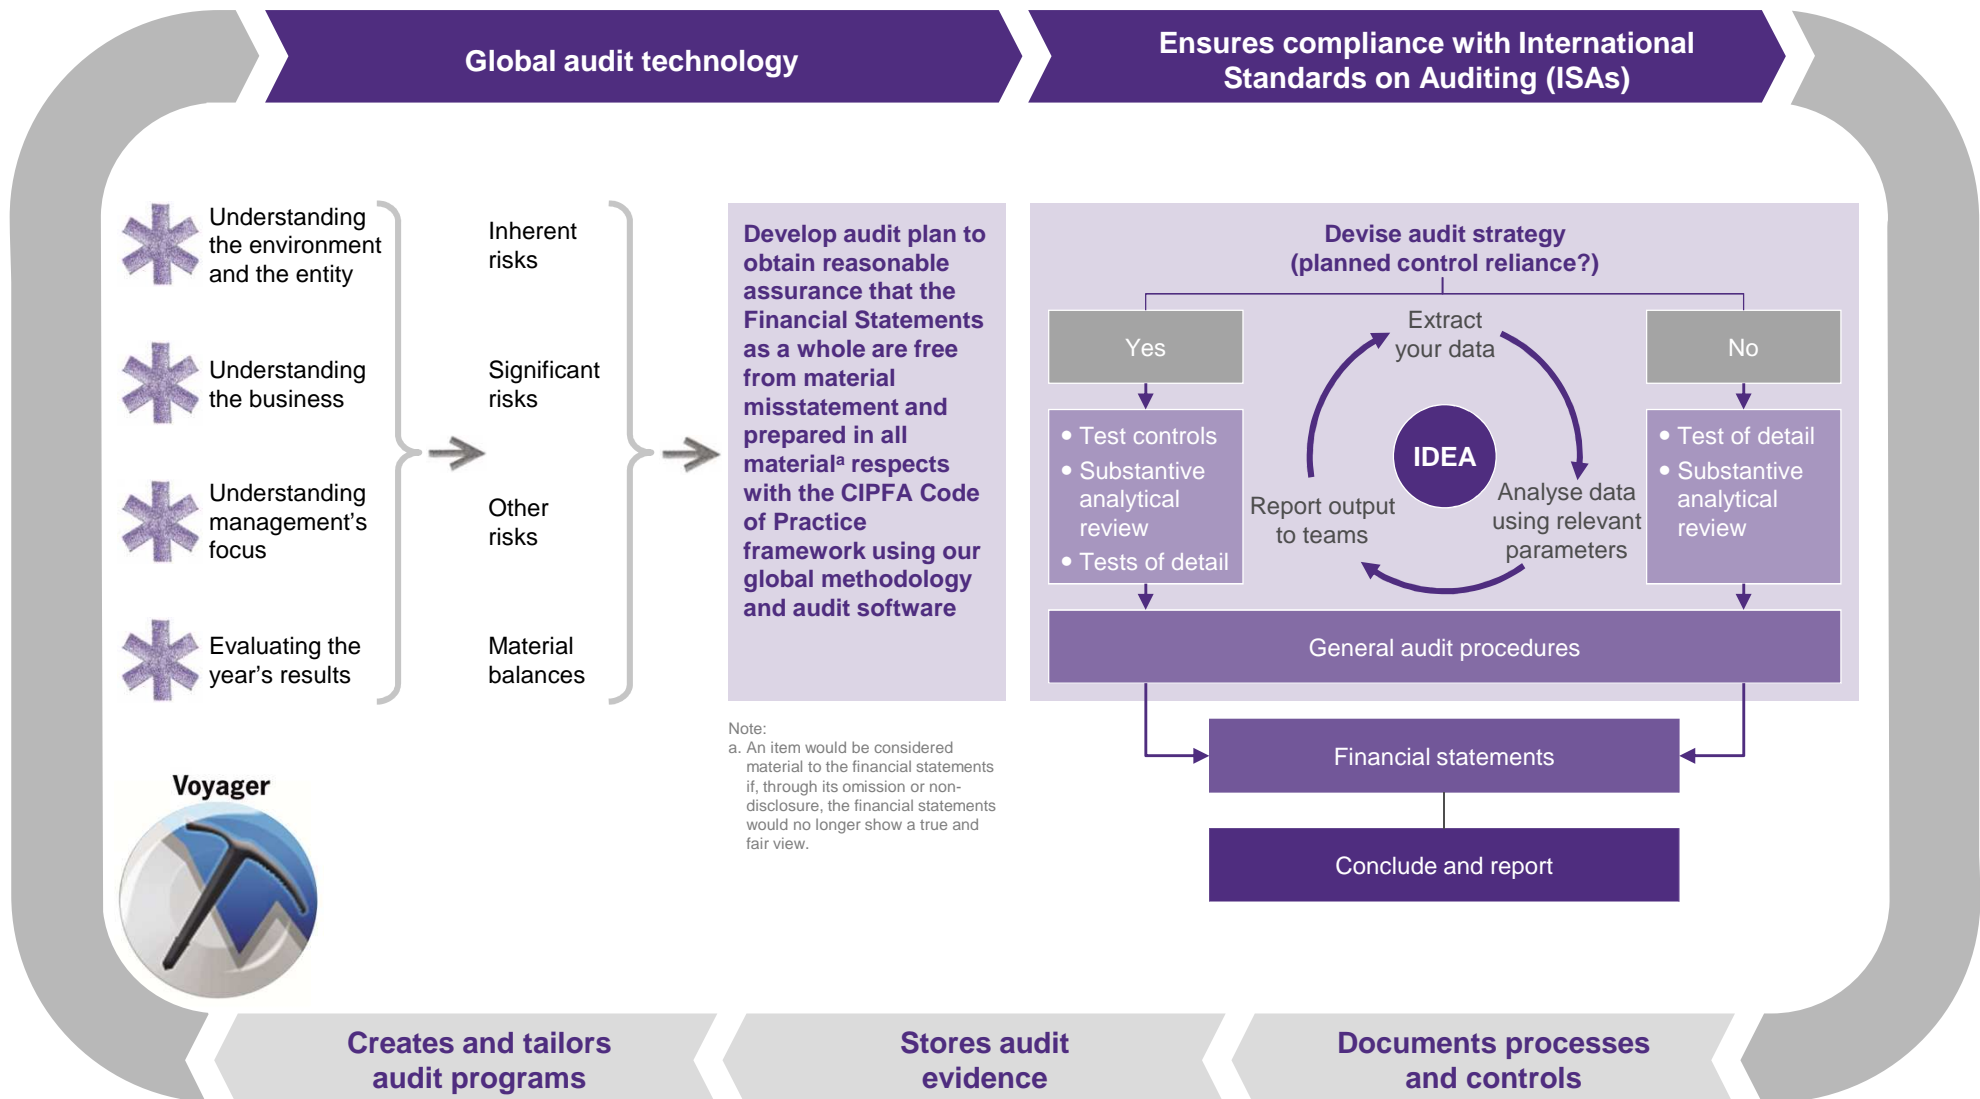 Global audit technology
Ensures compliance with International
Standards on Auditing (ISAs)
Understanding
the environment
and the entity
Understanding
the business
Understanding
management’s
focus
Evaluating the
year’s results
Inherent
risks
Significant
risks
Other
risks
Material
balances
Develop audit plan to
obtain reasonable
assurance that the
Financial Statements
as a whole are free
from material
misstatement and
prepared in all
materialᵃ respects
with the CIPFA Code
of Practice
framework using our
global methodology
and audit software
Note:
a. An item would be considered
material to the financial statements
if, through its omission or non-
disclosure, the financial statements
would no longer show a true and
fair view.
Devise audit strategy
(planned control reliance?)
Yes
• Test controls
• Substantive
analytical
review
• Tests of detail
Extract
your data
IDEA
Analyse data
using relevant
parameters
Report output
to teams
No
• Test of detail
• Substantive
analytical
review
General audit procedures
Financial statements
Conclude and report
Voyager
Creates and tailors
audit programs
Stores audit
evidence
Documents processes
and controls